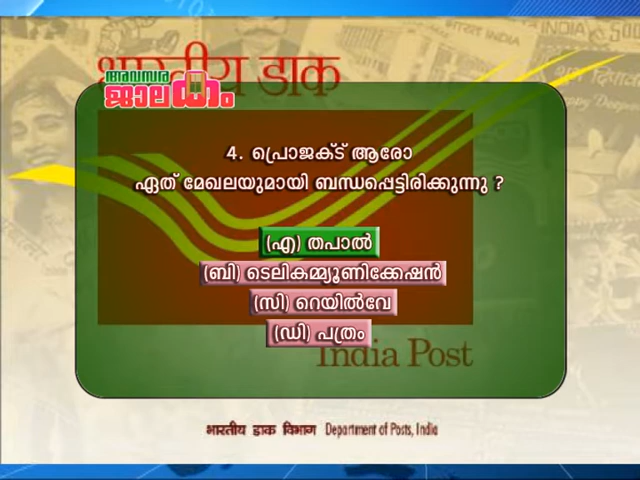 भारतीय डाक
അവസര
ജാലകം
4. പ്രൊജക്ട് ആരോ
ഏത് മേഖലയുമായി ബന്ധപ്പെട്ടിരിക്കുന്നു ?
(എ) തപാൽ
(ബി) ടെലികമ്മ്യൂണിക്കേഷൻ
(സി) റെയിൽവേ
(ഡി) പത്രം
India Post
भारतीय डाक विभाग Department of Posts, India